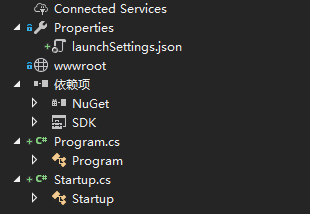 Connected Services
Properties
launchSettings.json
wwwroot
依赖项
NuGet
SDK
C# Program.cs
Program
C# Startup.cs
Startup